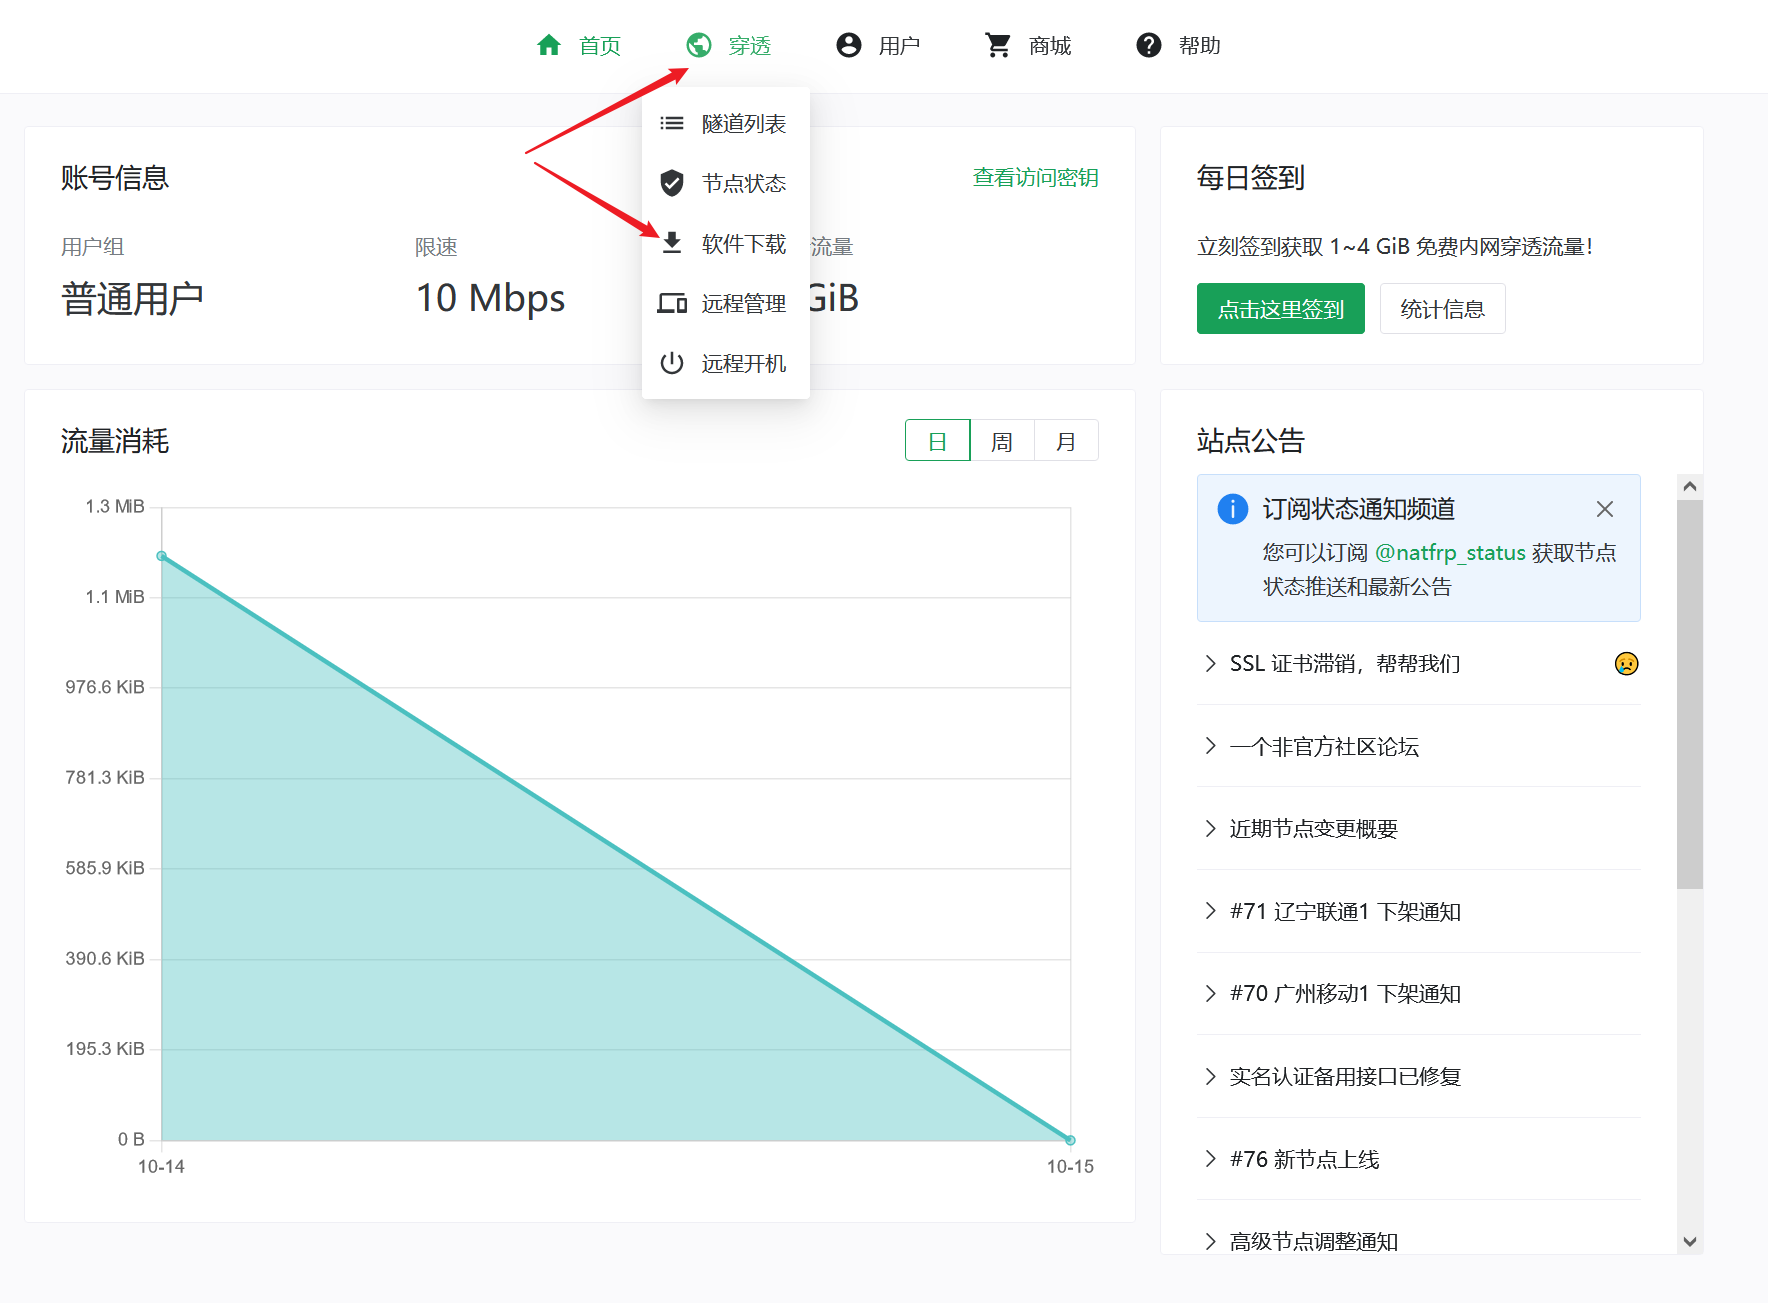 首页
穿透
用户
商城
帮助
隧道列表
节点状态
软件下载
远程管理
远程开机
账号信息
查看访问密钥
用户组
限速
流量
普通用户
10 Mbps
GiB
每日签到
立刻签到获取 1~4 GiB 免费内网穿透流量!
点击这里签到
统计信息
流量消耗
日
周
月
1.3 MiB
1.1 MiB
976.6 KiB
781.3 KiB
585.9 KiB
390.6 KiB
195.3 KiB
0 B
10-14
10-15
站点公告
订阅状态通知频道
您可以订阅 @natfrp_status 获取节点
状态推送和最新公告
SSL 证书滞销，帮帮我们
一个非官方社区论坛
近期节点变更概要
#71 辽宁联通1 下架通知
#70 广州移动1 下架通知
实名认证备用接口已修复
#76 新节点上线
高级节点调整通知